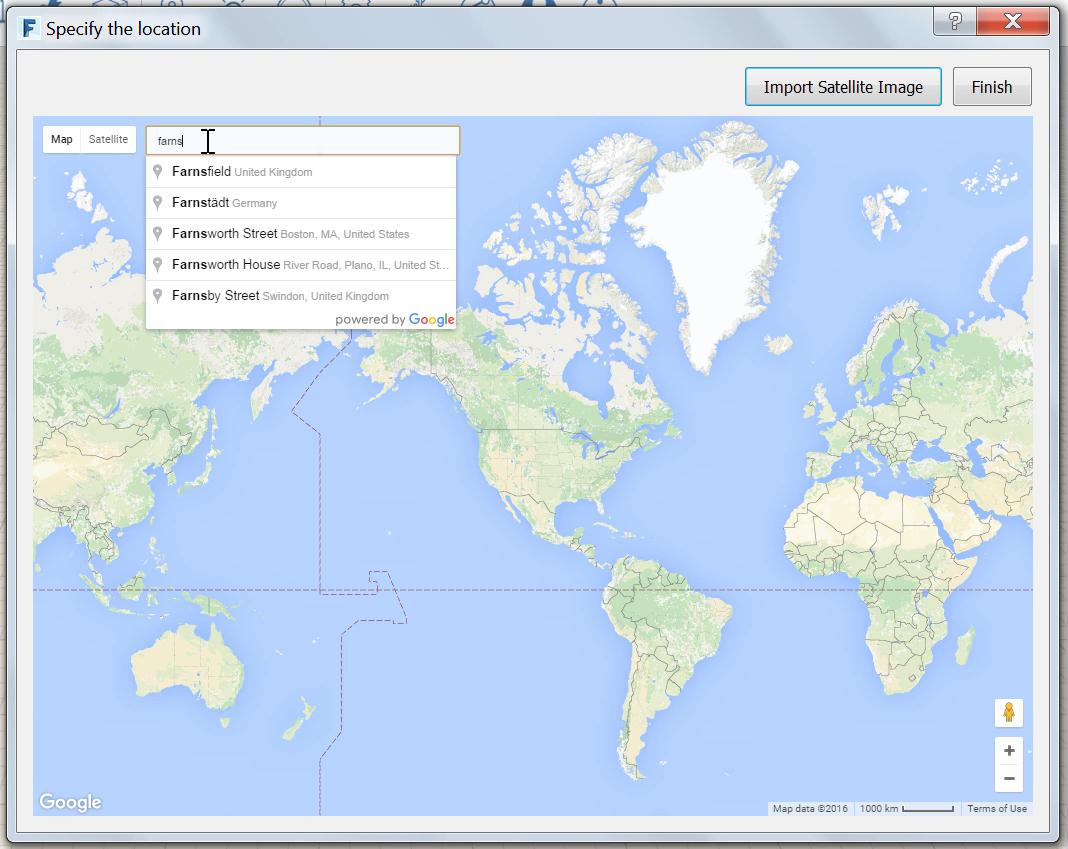 F Specify the location
?
Import Satellite Image
Finish
Map Satellite
farns
Farnsfield United Kingdom
Farnstädt Germany
Farnsworth Street Boston, MA, United States
Farnsworth House River Road, Plano, IL, United St...
Farnsby Street Swindon, United Kingdom
powered by Google
+
−
Google
Map data ©2016 1000 km Terms of Use